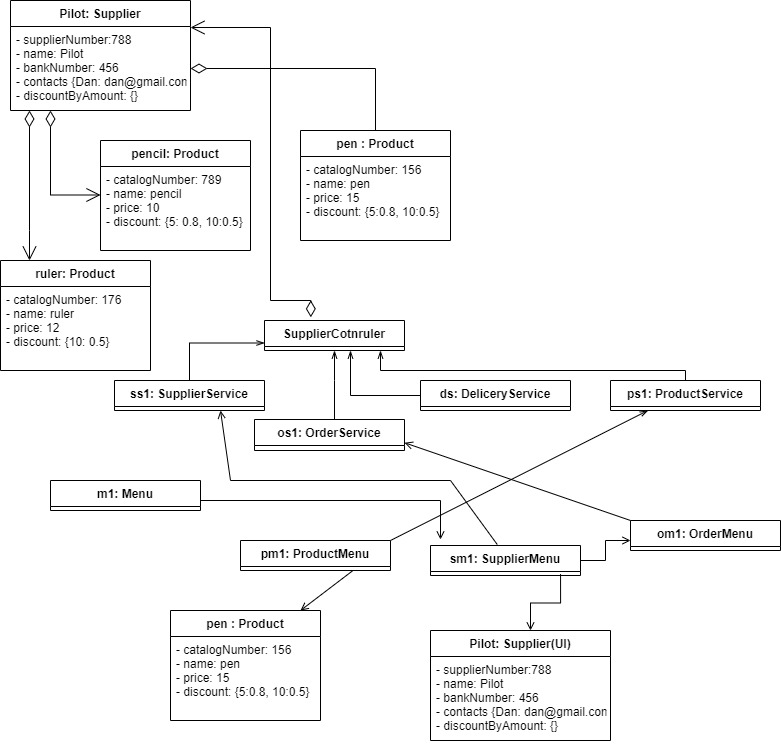 Pilot: Supplier
- supplierNumber:788
- name: Pilot
- bankNumber: 456
- contacts {Dan: dan@gmail.con
- discountByAmount: {}
pencil: Product
- catalogNumber: 789
- name: pencil
- price: 10
- discount: {5: 0.8, 10:0.5}
pen : Product
- catalogNumber: 156
- name: pen
- price: 15
- discount: {5:0.8, 10:0.5}
ruler: Product
- catalogNumber: 176
- name: ruler
- price: 12
- discount: {10: 0.5}
SupplierCotnruler
ss1: SupplierService
ds: DeliceryService
ps1: ProductService
os1: OrderService
m1: Menu
pm1: ProductMenu
sm1: SupplierMenu
om1: OrderMenu
pen : Product
- catalogNumber: 156
- name: pen
- price: 15
- discount: {5:0.8, 10:0.5}
Pilot: Supplier(UI)
- supplierNumber:788
- name: Pilot
- bankNumber: 456
- contacts {Dan: dan@gmail.con
- discountByAmount: {}